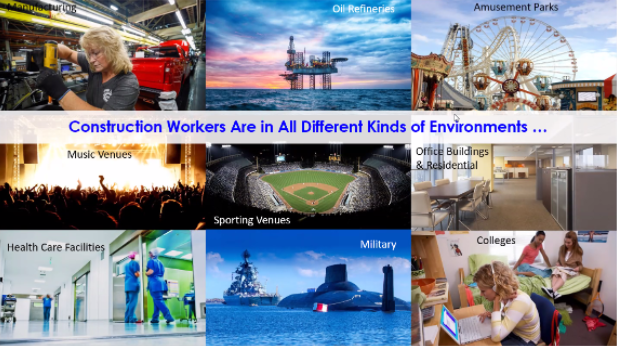 Manufacturing
Oil Refineries
Amusement Parks
Construction Workers Are in All Different Kinds of Environments ...
Music Venues
Sporting Venues
Office Buildings
& Residential
Health Care Facilities
Military
Colleges